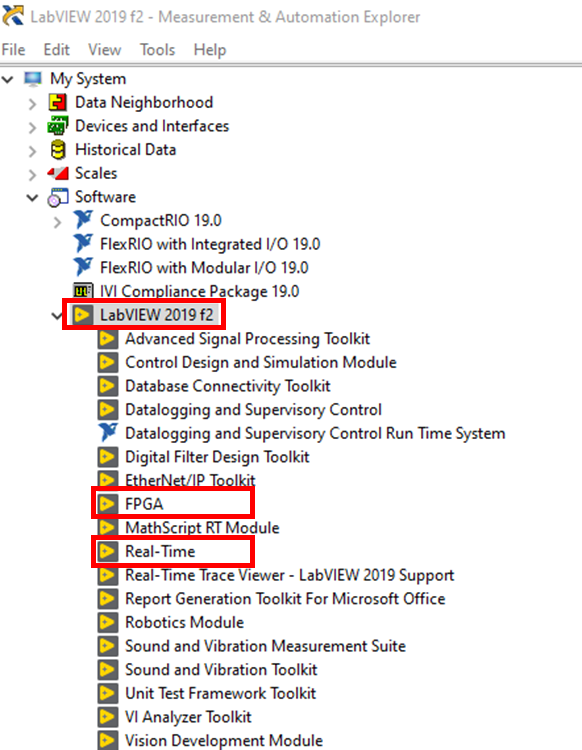 LabVIEW 2019 f2 - Measurement & Automation Explorer
File Edit View Tools Help
My System
Data Neighborhood
Devices and Interfaces
Historical Data
Scales
Software
CompactRIO 19.0
FlexRIO with Integrated I/O 19.0
FlexRIO with Modular I/O 19.0
IVI Compliance Package 19.0
LabVIEW 2019 f2
Advanced Signal Processing Toolkit
Control Design and Simulation Module
Database Connectivity Toolkit
Datalogging and Supervisory Control
Datalogging and Supervisory Control Run Time System
Digital Filter Design Toolkit
EtherNet/IP Toolkit
FPGA
MathScript RT Module
Real-Time
Real-Time Trace Viewer - LabVIEW 2019 Support
Report Generation Toolkit For Microsoft Office
Robotics Module
Sound and Vibration Measurement Suite
Sound and Vibration Toolkit
Unit Test Framework Toolkit
VI Analyzer Toolkit
Vision Development Module